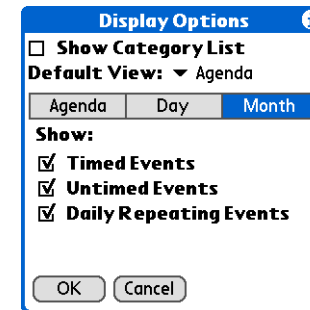 Display Options
Show Category List
Default View: Agenda
Agenda Day Month
Show:
Timed Events
Untimed Events
Daily Repeating Events
OK Cancel